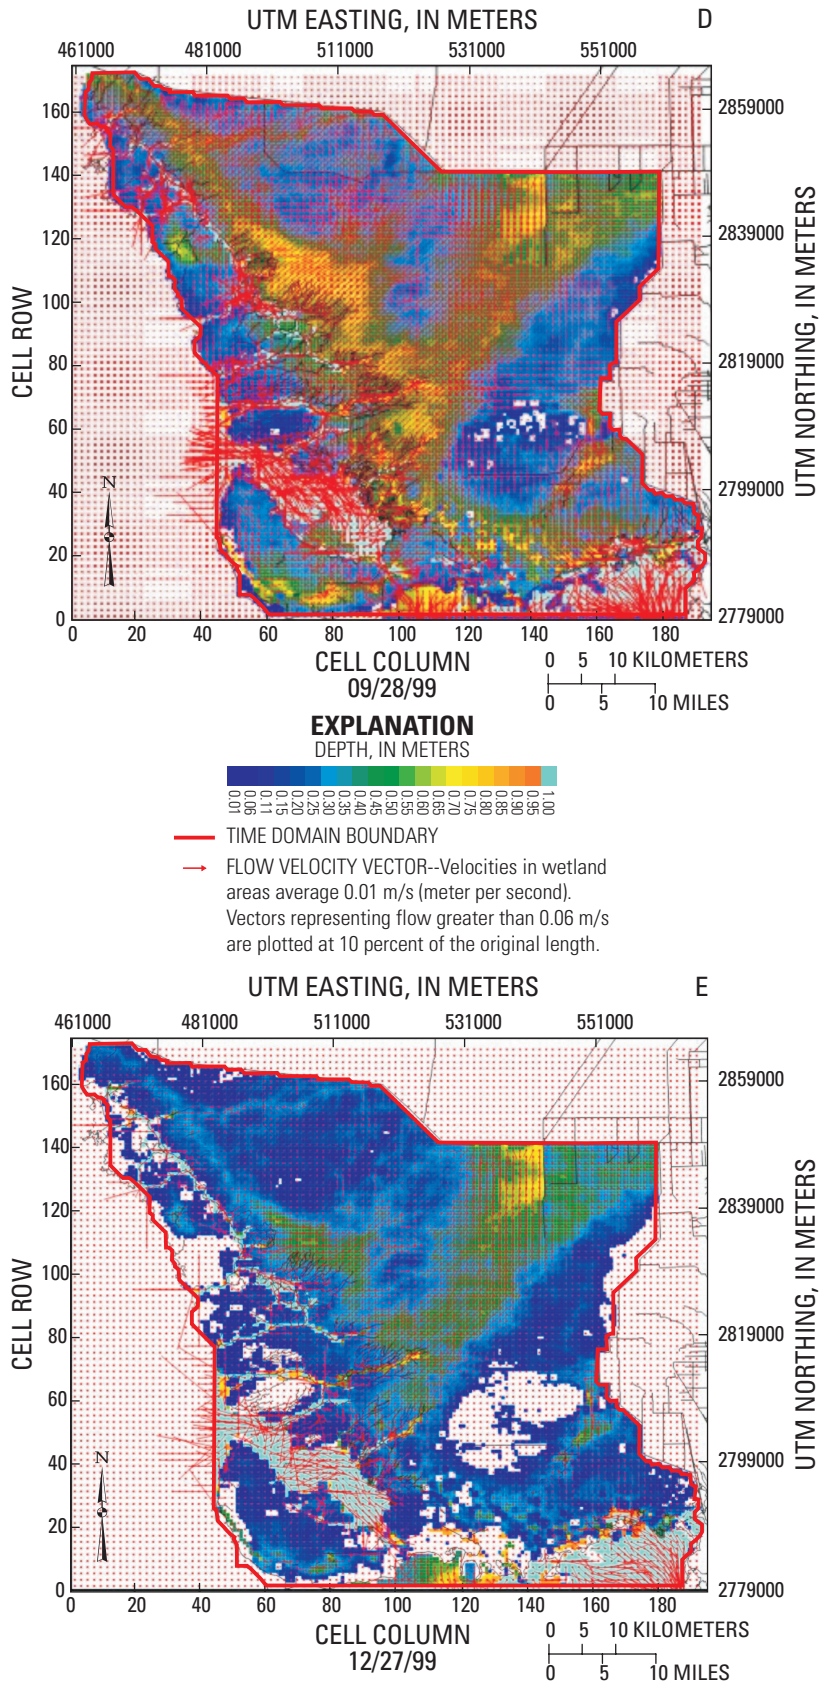 UTM EASTING, IN METERS
D
461000 481000 511000 531000 551000
160
140
120
100
80
60
40
20
0
CELL ROW
2859000
2839000
2819000
2799000
2779000
UTM NORTHING, IN METERS
N
0 20 40 60 80 100 120 140 160 180
CELL COLUMN
09/28/99
0 5 10 KILOMETERS
0 5 10 MILES
EXPLANATION
DEPTH, IN METERS
0.01 0.06 0.11 0.15 0.20 0.25 0.30 0.35 0.40 0.45 0.50 0.55 0.60 0.65 0.70 0.75 0.80 0.85 0.90 0.95 1.00
TIME DOMAIN BOUNDARY
FLOW VELOCITY VECTOR--Velocities in wetland
areas average 0.01 m/s (meter per second).
Vectors representing flow greater than 0.06 m/s
are plotted at 10 percent of the original length.
UTM EASTING, IN METERS
E
461000 481000 511000 531000 551000
160
140
120
100
80
60
40
20
0
CELL ROW
2859000
2839000
2819000
2799000
2779000
UTM NORTHING, IN METERS
N
0 20 40 60 80 100 120 140 160 180
CELL COLUMN
12/27/99
0 5 10 KILOMETERS
0 5 10 MILES